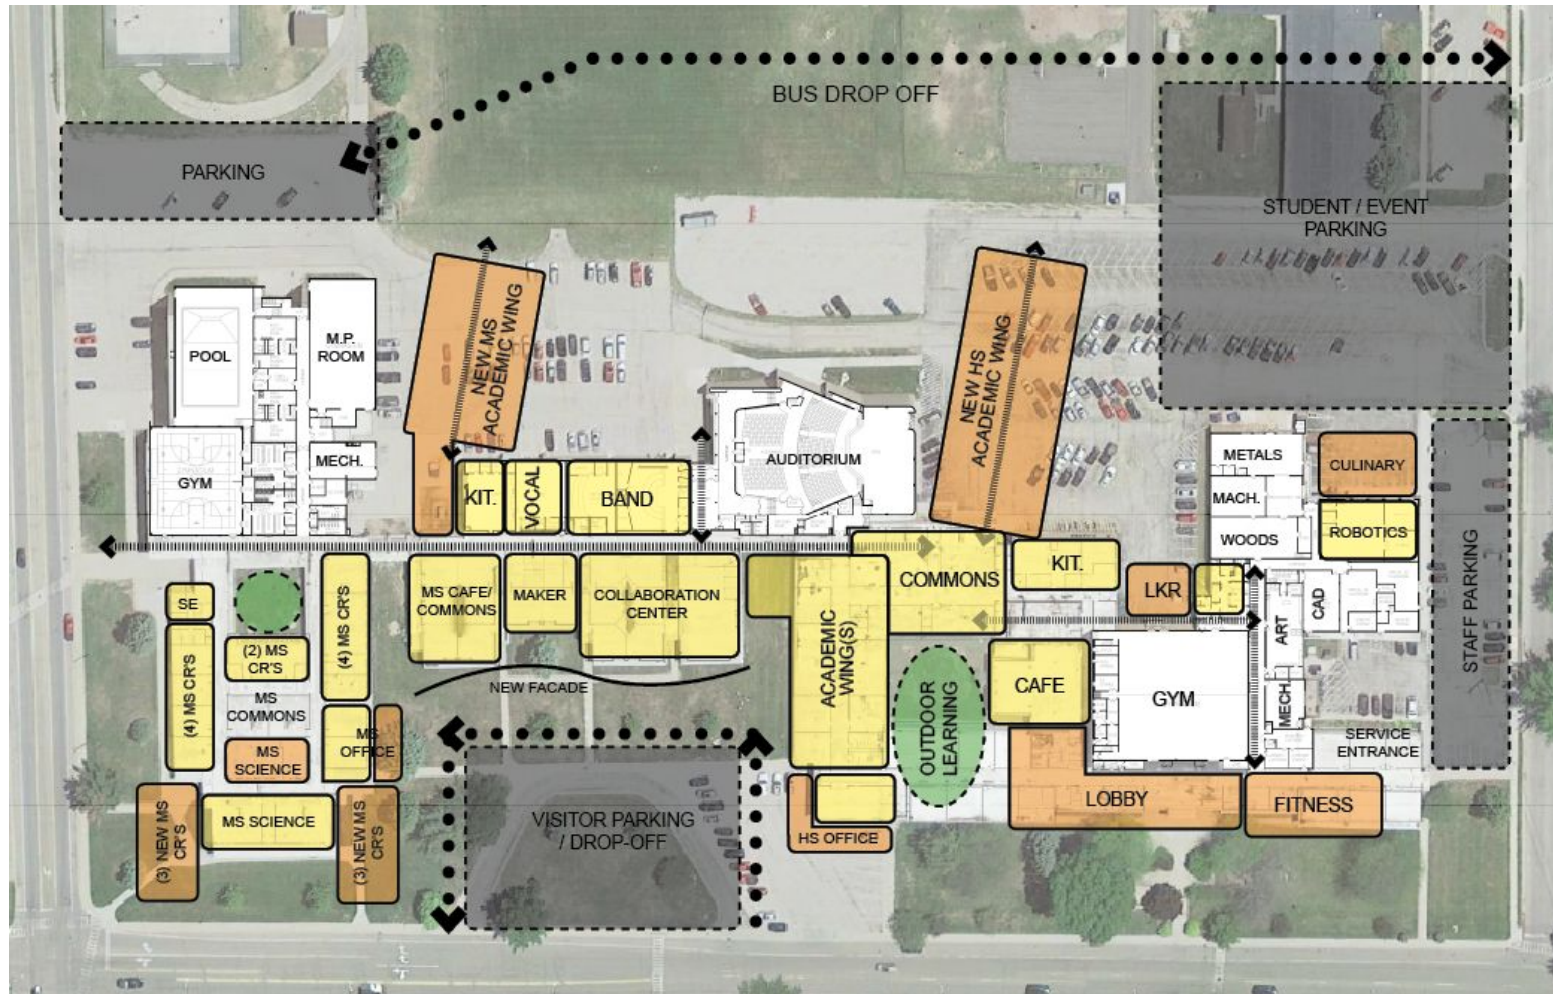 BUS DROP OFF
PARKING
STUDENT / EVENT
PARKING
NEW MS
ACADEMIC WING
NEW HS
ACADEMIC WING
POOL
M.P.
ROOM
GYM
MECH.
KIT.
VOCAL
BAND
AUDITORIUM
METALS
MACH.
WOODS
CULINARY
ROBOTICS
STAFF PARKING
SE
(4) MS CR'S
(2) MS
CR'S
(4) MS CR'S
MS
COMMONS
MS
SCIENCE
MS
OFFICE
(3) NEW MS
CR'S
MS SCIENCE
(3) NEW MS
CR'S
MS CAFE/
COMMONS
MAKER
COLLABORATION
CENTER
NEW FACADE
VISITOR PARKING
/ DROP-OFF
ACADEMIC
WING(S)
COMMONS
KIT.
LKR
CAFE
OUTDOOR
LEARNING
GYM
ART
CAD
MECH
SERVICE
ENTRANCE
HS OFFICE
LOBBY
FITNESS